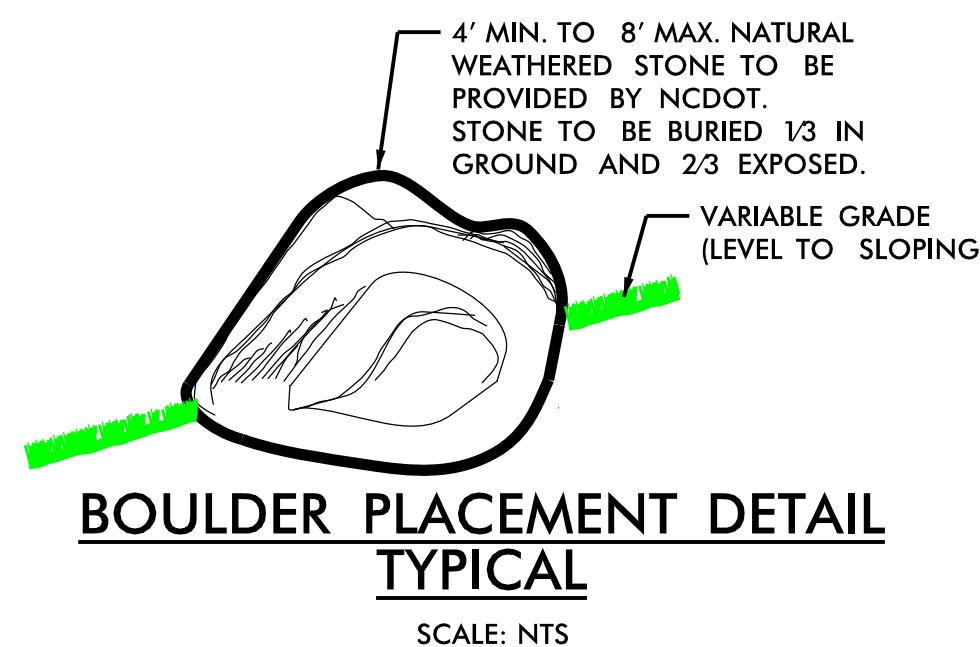 4' MIN. TO 8' MAX. NATURAL
WEATHERED STONE TO BE
PROVIDED BY NCDOT.
STONE TO BE BURIED 1/3 IN
GROUND AND 2/3 EXPOSED.
VARIABLE GRADE
(LEVEL TO SLOPING
BOULDER PLACEMENT DETAIL
TYPICAL
SCALE: NTS